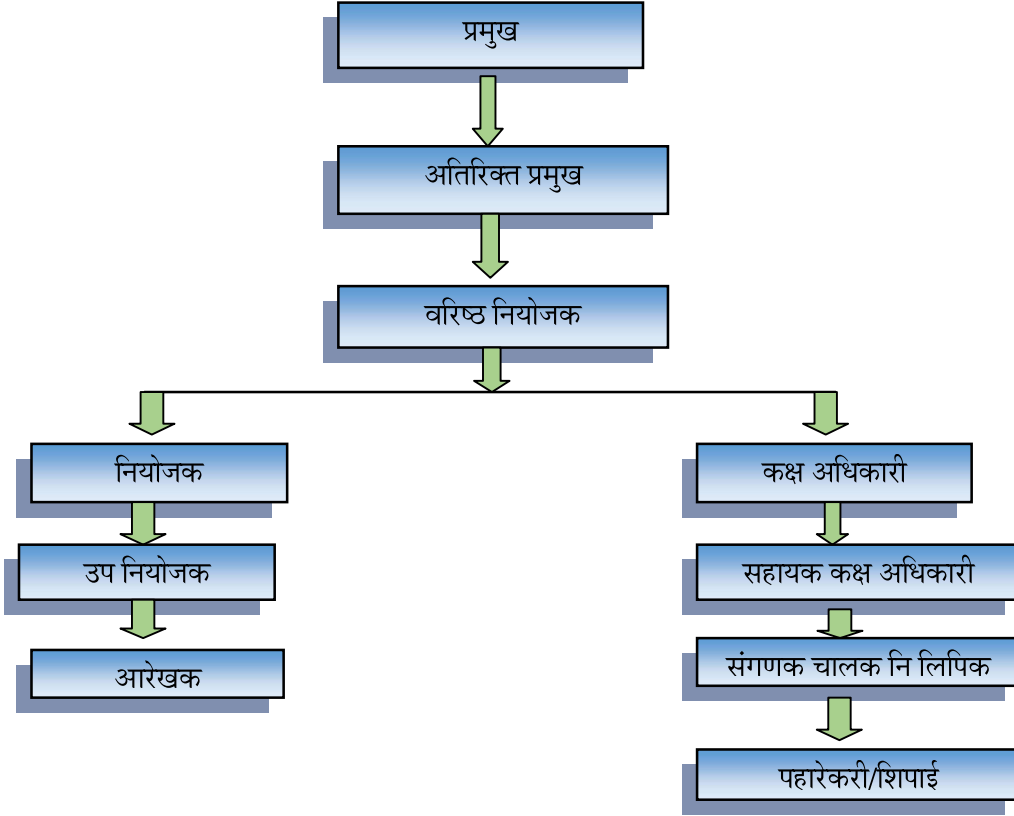 प्रमुख
अतिरिक्त प्रमुख
वरिष्ठ नियोजक
नियोजक
उप नियोजक
आरेखक
कक्ष अधिकारी
सहायक कक्ष अधिकारी
संगणक चालक नि लिपिक
पहारेकरी/शिपाई